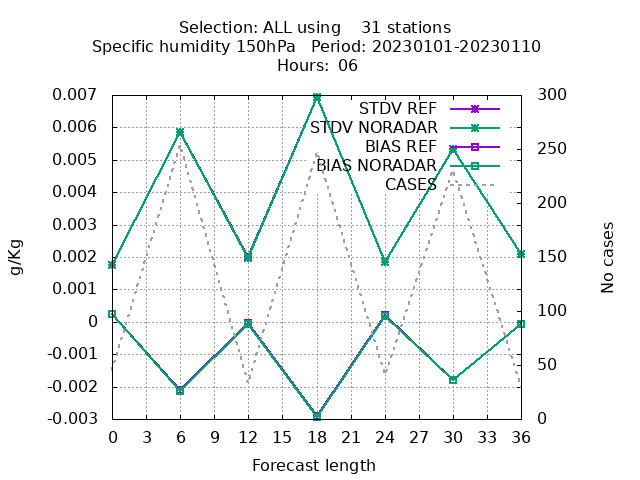 Selection: ALL using    31 stations
Specific humidity 150hPa   Period: 20230101-20230110
Hours:  06
0.007
0.006
0.005
0.004
0.003
0.002
0.001
0
-0.001
-0.002
-0.003
g/Kg
STDV REF
STDV NORADAR
BIAS REF
BIAS NORADAR
CASES
300
250
200
150
100
50
0
No cases
0 3 6 9 12 15 18 21 24 27 30 33 36
Forecast length